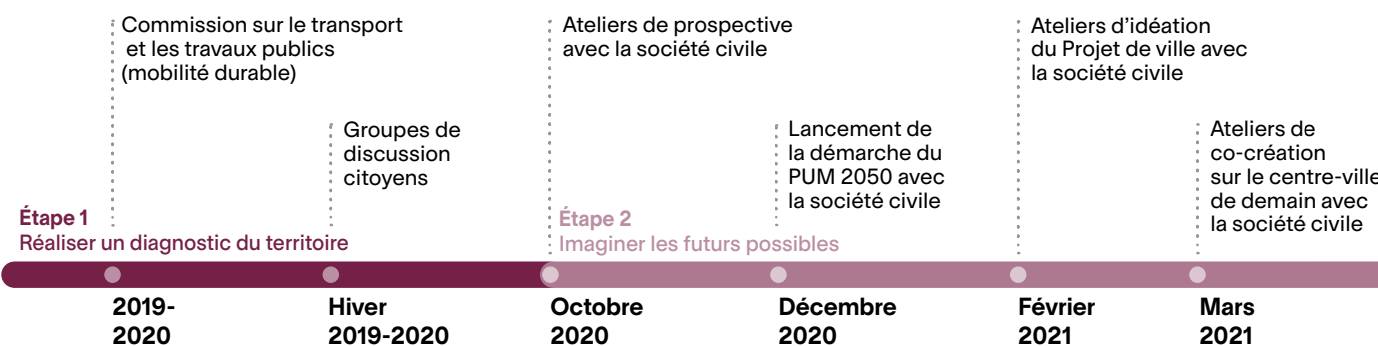 Commission sur le transport
et les travaux publics
(mobilité durable)
Groupes de
discussion
citoyens
Ateliers de prospective
avec la société civile
Lancement de
la démarche du
PUM 2050 avec
la société civile
Ateliers d’idéation
du Projet de ville avec
la société civile
Ateliers de
co-création
sur le centre-ville
de demain avec
la société civile
Étape 1
Réaliser un diagnostic du territoire
Étape 2
Imaginer les futurs possibles
2019-
2020
Hiver
2019-2020
Octobre
2020
Décembre
2020
Février
2021
Mars
2021